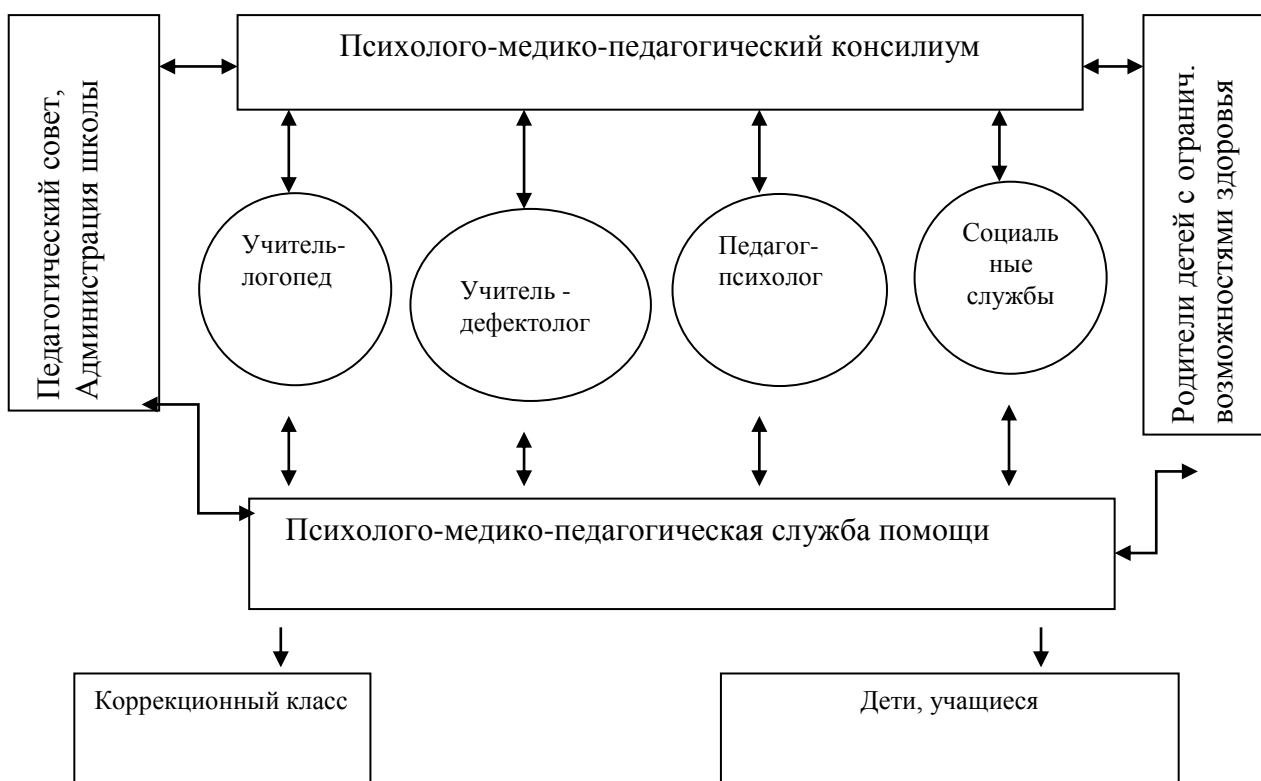 Психолого-медико-педагогический консилиум
Педагогический совет,
Администрация школы
Родители детей с огранич.
возможностями здоровья
Учитель-
логопед
Учитель -
дефектолог
Педагог-
психолог
Социаль
ные
службы
Психолого-медико-педагогическая служба помощи
Коррекционный класс
Дети, учащиеся